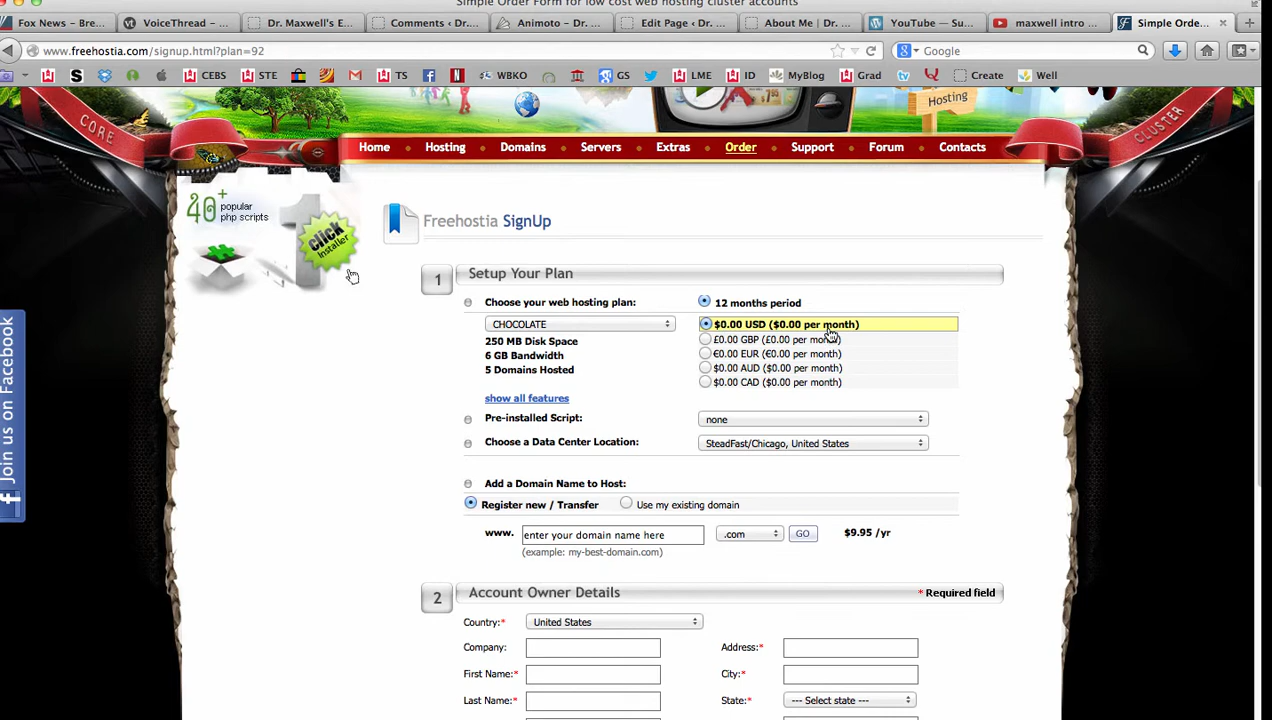 Simple Order Form for low cost web hosting cluster accounts
Fox News - Bre... VoiceThread - ... Dr. Maxwell's E... Comments ‹ Dr.... Animoto - Dr. ... Edit Page ‹ Dr. ... About Me | Dr. ... YouTube — Su... maxwell intro ... Simple Orde...
www.freehostia.com/signup.html?plan=92 Google
CEBS STE TS WBKO GS LME ID MyBlog Grad Create Well
CORE Hosting CLUSTER
Home Hosting Domains Servers Extras Order Support Forum Contacts
40+ popular php scripts
click installer
Freehostia SignUp
1 Setup Your Plan
Choose your web hosting plan: 12 months period
CHOCOLATE $0.00 USD ($0.00 per month)
250 MB Disk Space £0.00 GBP (£0.00 per month)
6 GB Bandwidth €0.00 EUR (€0.00 per month)
5 Domains Hosted $0.00 AUD ($0.00 per month)
$0.00 CAD ($0.00 per month)
show all features
Pre-installed Script: none
Choose a Data Center Location: SteadFast/Chicago, United States
Add a Domain Name to Host:
Register new / Transfer Use my existing domain
www. enter your domain name here .com GO $9.95 /yr
(example: my-best-domain.com)
2 Account Owner Details * Required field
Country:* United States
Company: Address:*
First Name:* City:*
Last Name:* State:* --- Select state ---
Join us on Facebook